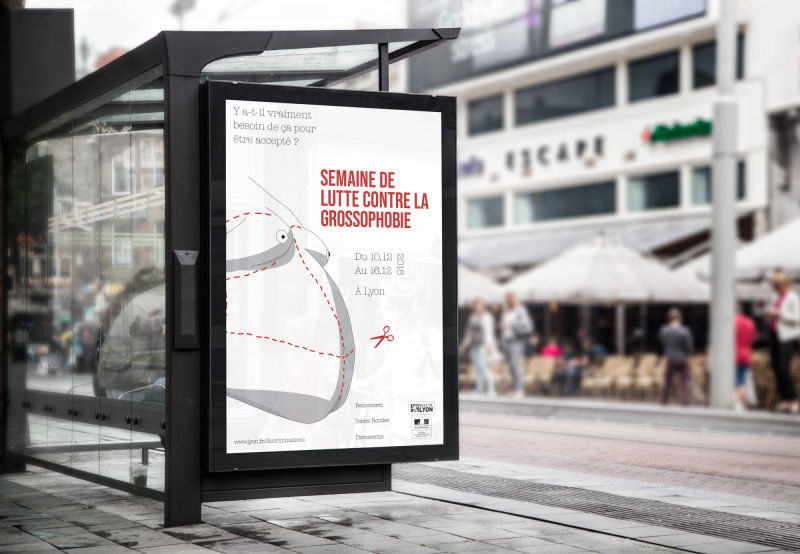 Y a-t-il vraiment
besoin de ça pour
être accepté ?
SEMAINE DE
LUTTE CONTRE LA
GROSSOPHOBIE
Du 10.12
Au 16.12
2018
À Lyon
Rencontres
Tables Rondes
Discussions
VILLE DE
LYON
www.lyon.fr/discriminations
ESCAPE